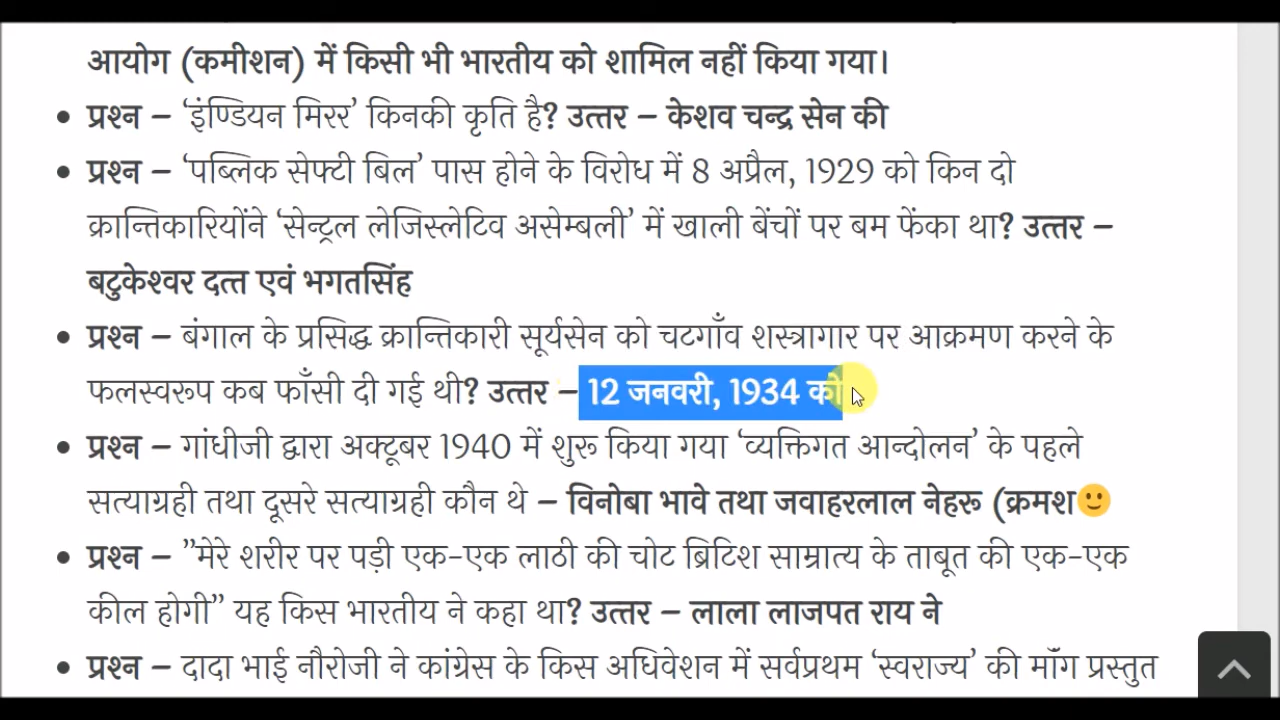 आयोग (कमीशन) में किसी भी भारतीय को शामिल नहीं किया गया।
• प्रश्न – ‘इंण्डियन मिरर’ किनकी कृति है? उत्तर – केशव चन्द्र सेन की
• प्रश्न – ‘पब्लिक सेफ्टी बिल’ पास होने के विरोध में 8 अप्रैल, 1929 को किन दो
क्रान्तिकारियोंने ‘सेन्ट्रल लेजिस्लेटिव असेम्बली’ में खाली बेंचों पर बम फेंका था? उत्तर –
बटुकेश्वर दत्त एवं भगतसिंह
• प्रश्न – बंगाल के प्रसिद्ध क्रान्तिकारी सूर्यसेन को चटगाँव शस्त्रागार पर आक्रमण करने के
फलस्वरूप कब फाँसी दी गई थी? उत्तर – 12 जनवरी, 1934 को
• प्रश्न – गांधीजी द्वारा अक्टूबर 1940 में शुरू किया गया ‘व्यक्तिगत आन्दोलन’ के पहले
सत्याग्रही तथा दूसरे सत्याग्रही कौन थे – विनोबा भावे तथा जवाहरलाल नेहरू (क्रमश🙂
• प्रश्न – ”मेरे शरीर पर पड़ी एक-एक लाठी की चोट ब्रिटिश साम्रात्य के ताबूत की एक-एक
कील होगी” यह किस भारतीय ने कहा था? उत्तर – लाला लाजपत राय ने
• प्रश्न – दादा भाई नौरोजी ने कांग्रेस के किस अधिवेशन में सर्वप्रथम ‘स्वराज्य’ की मॉंग प्रस्तुत